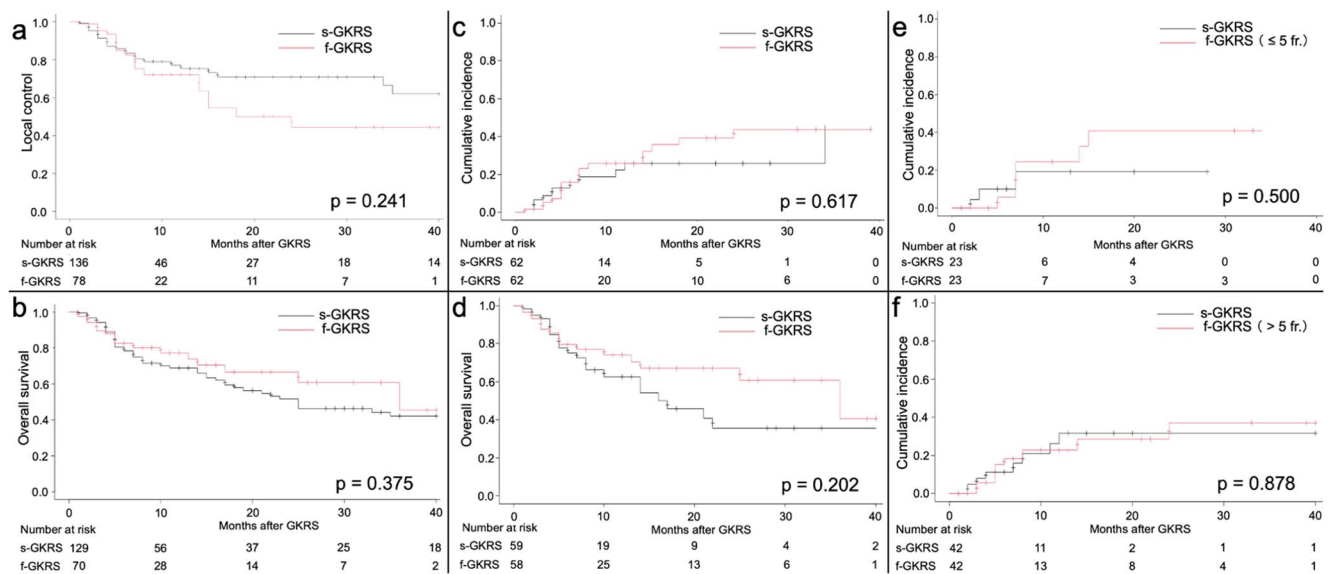 a
s-GKRS
f-GKRS
1.0
0.8
0.6
0.4
0.2
0.0
Local control
p = 0.241
0 10 20 30 40
Number at risk
Months after GKRS
s-GKRS 136 46 27 18 14
f-GKRS 78 22 11 7 1
c
s-GKRS
f-GKRS
1.0
0.8
0.6
0.4
0.2
0.0
Cumulative incidence
p = 0.617
0 10 20 30 40
Number at risk
Months after GKRS
s-GKRS 62 14 5 1 0
f-GKRS 62 20 10 6 0
e
s-GKRS
f-GKRS ( ≤ 5 fr.)
1.0
0.8
0.6
0.4
0.2
0.0
Cumulative incidence
p = 0.500
0 10 20 30 40
Number at risk
Months after GKRS
s-GKRS 23 6 4 0 0
f-GKRS 23 7 3 3 0
b
s-GKRS
f-GKRS
1.0
0.8
0.6
0.4
0.2
0.0
Overall survival
p = 0.375
0 10 20 30 40
Number at risk
Months after GKRS
s-GKRS 129 56 37 25 18
f-GKRS 70 28 14 7 2
d
s-GKRS
f-GKRS
1.0
0.8
0.6
0.4
0.2
0.0
Overall survival
p = 0.202
0 10 20 30 40
Number at risk
Months after GKRS
s-GKRS 59 19 9 4 2
f-GKRS 58 25 13 6 1
f
s-GKRS
f-GKRS ( > 5 fr.)
1.0
0.8
0.6
0.4
0.2
0.0
Cumulative incidence
p = 0.878
0 10 20 30 40
Number at risk
Months after GKRS
s-GKRS 42 11 2 1 1
f-GKRS 42 13 8 4 1